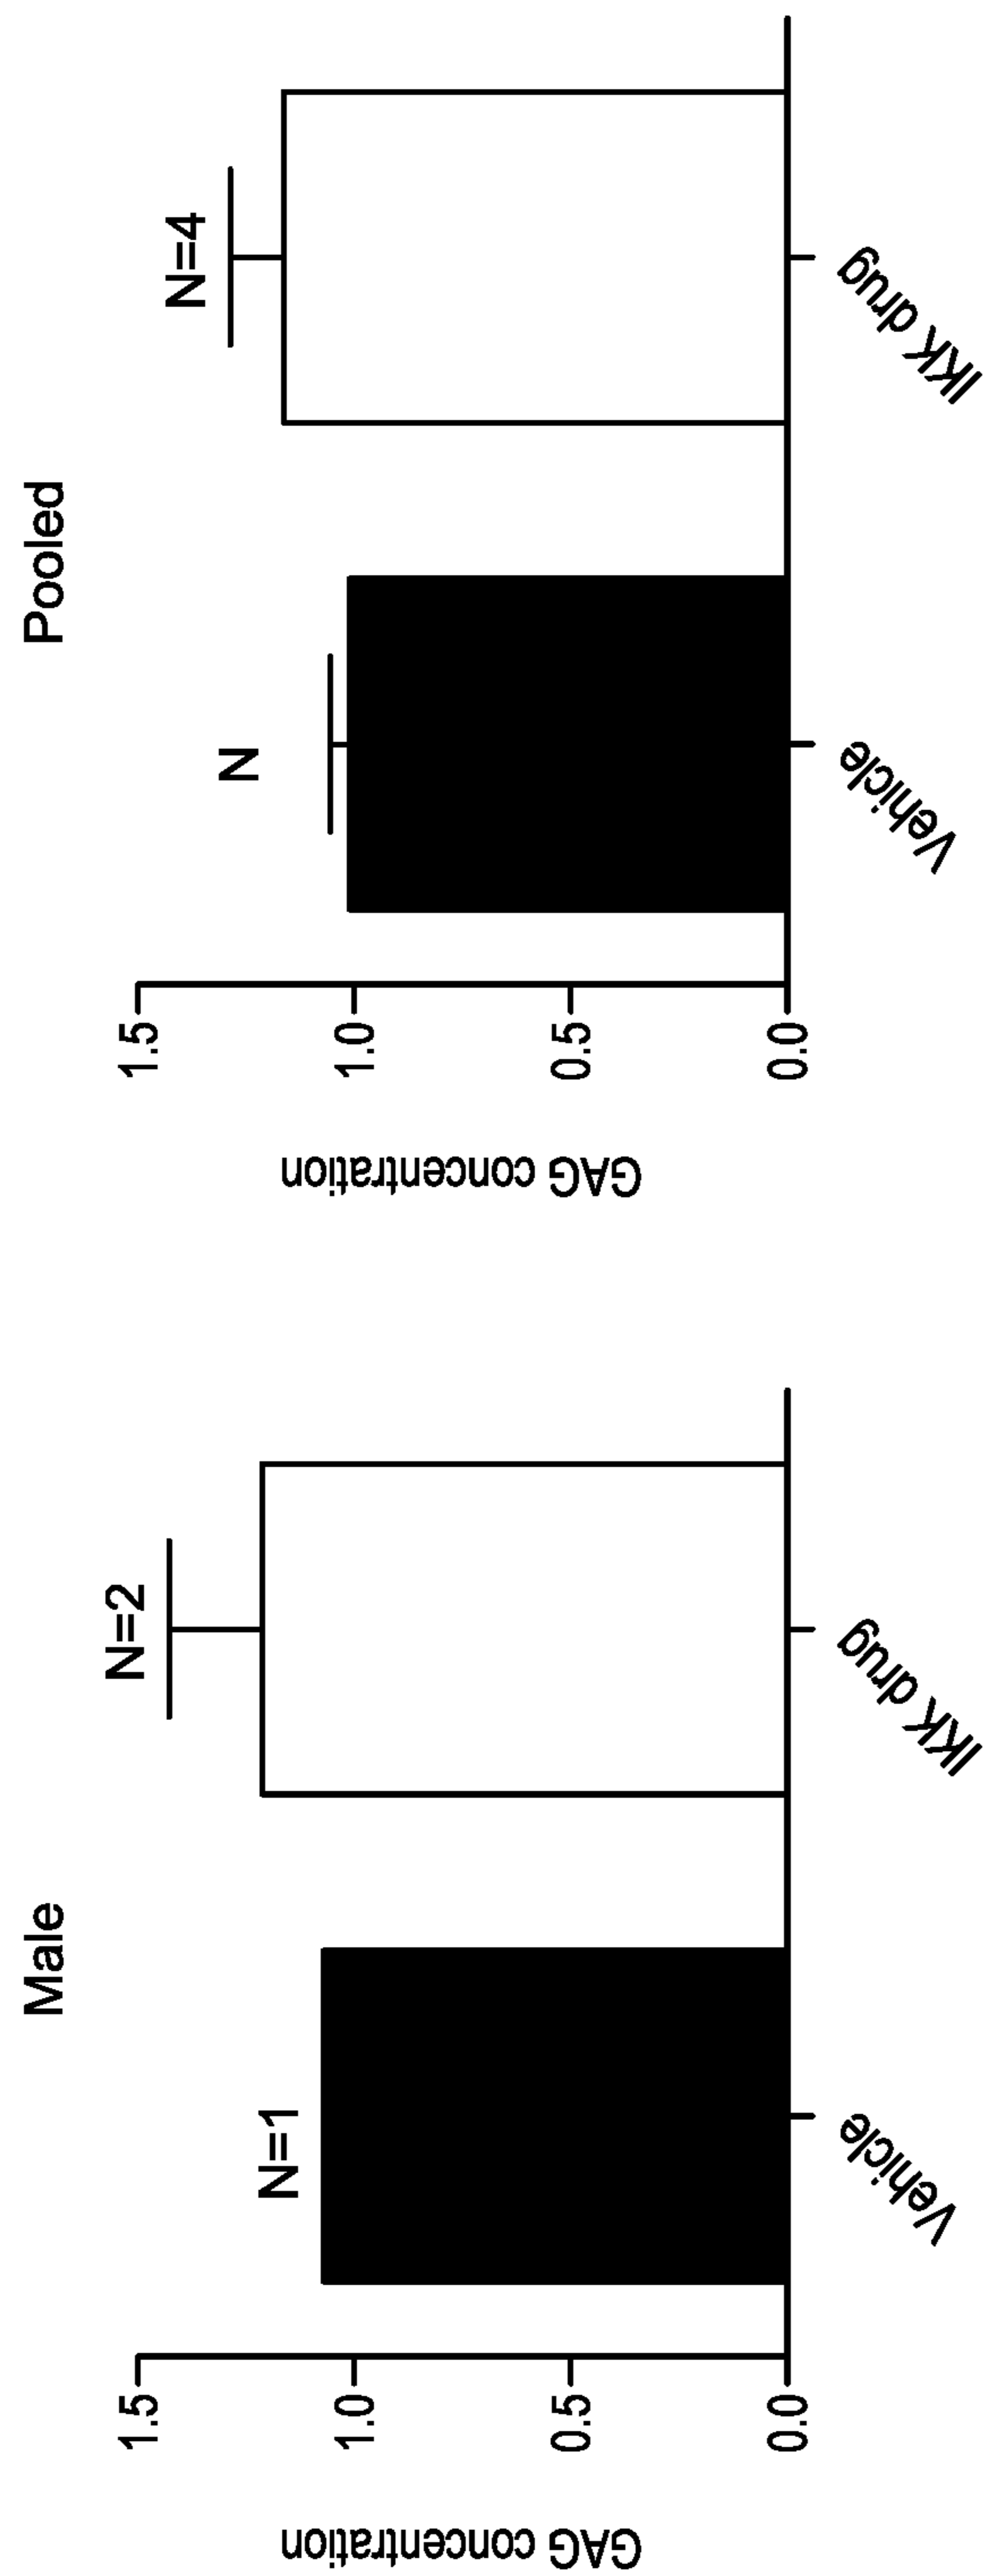 Male
GAG concentration
1.5
1.0
0.5
0.0
N=1
N=2
Vehicle
IKK drug
Pooled
GAG concentration
1.5
1.0
0.5
0.0
N
N=4
Vehicle
IKK drug